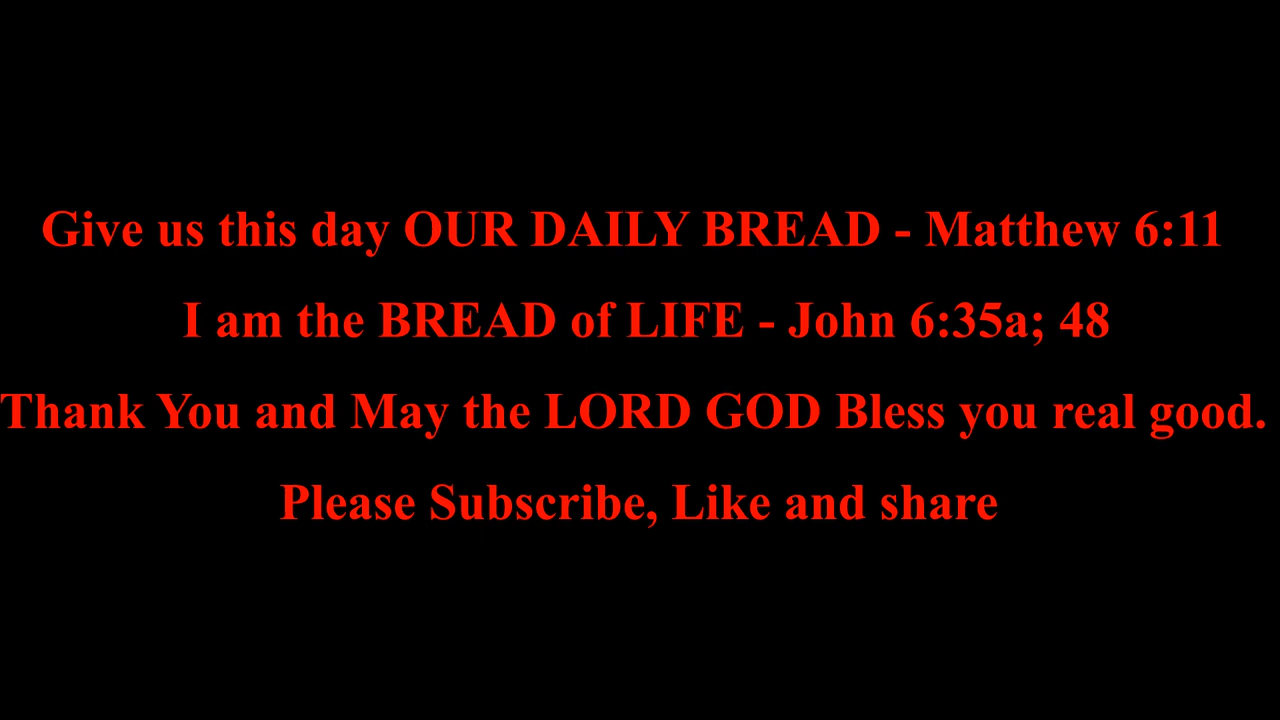 Give us this day OUR DAILY BREAD - Matthew 6:11
I am the BREAD of LIFE - John 6:35a; 48
Thank You and May the LORD GOD Bless you real good.
Please Subscribe, Like and share